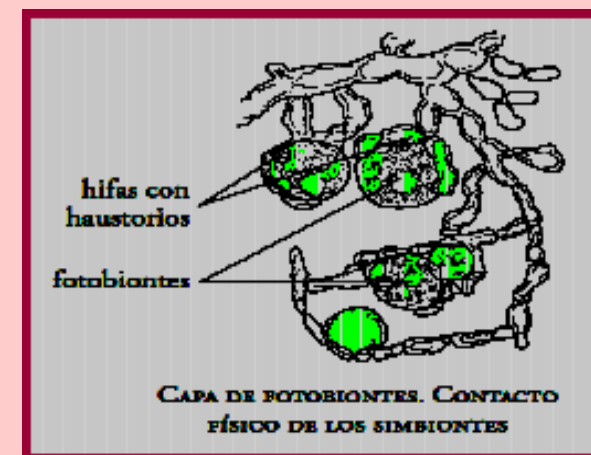 hifas con
haustorios
fotobiontes
CAPA DE FOTOBIONTES. CONTACTO
FÍSICO DE LOS SIMBIONTES